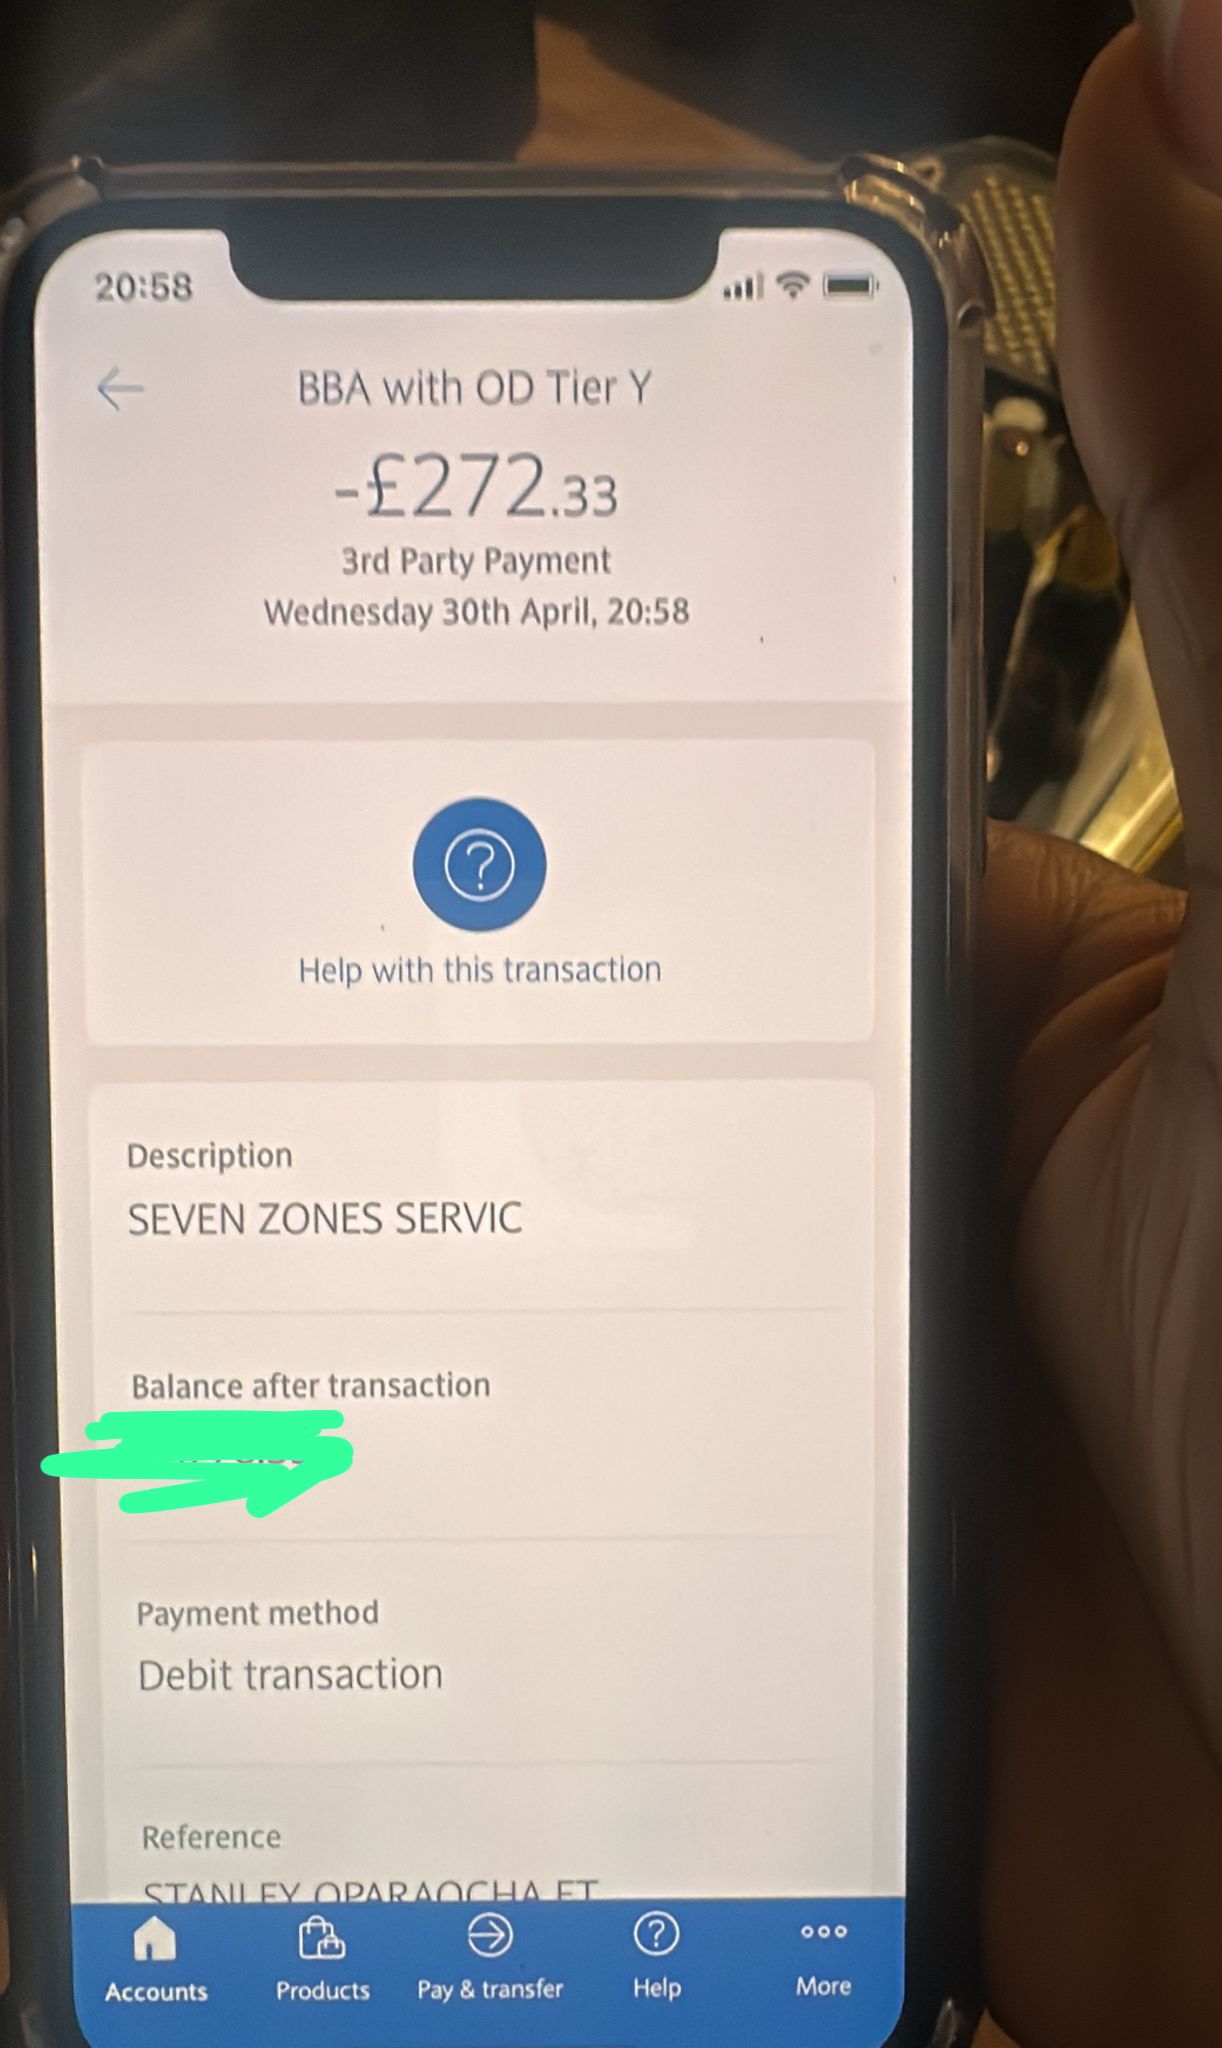 20:58
BBA with OD Tier Y
-£272.33
3rd Party Payment
Wednesday 30th April, 20:58
Help with this transaction
Description
SEVEN ZONES SERVIC
Balance after transaction
Payment method
Debit transaction
Reference
STANLEY OPARAOCHA FT
Accounts
Products
Pay & transfer
Help
More